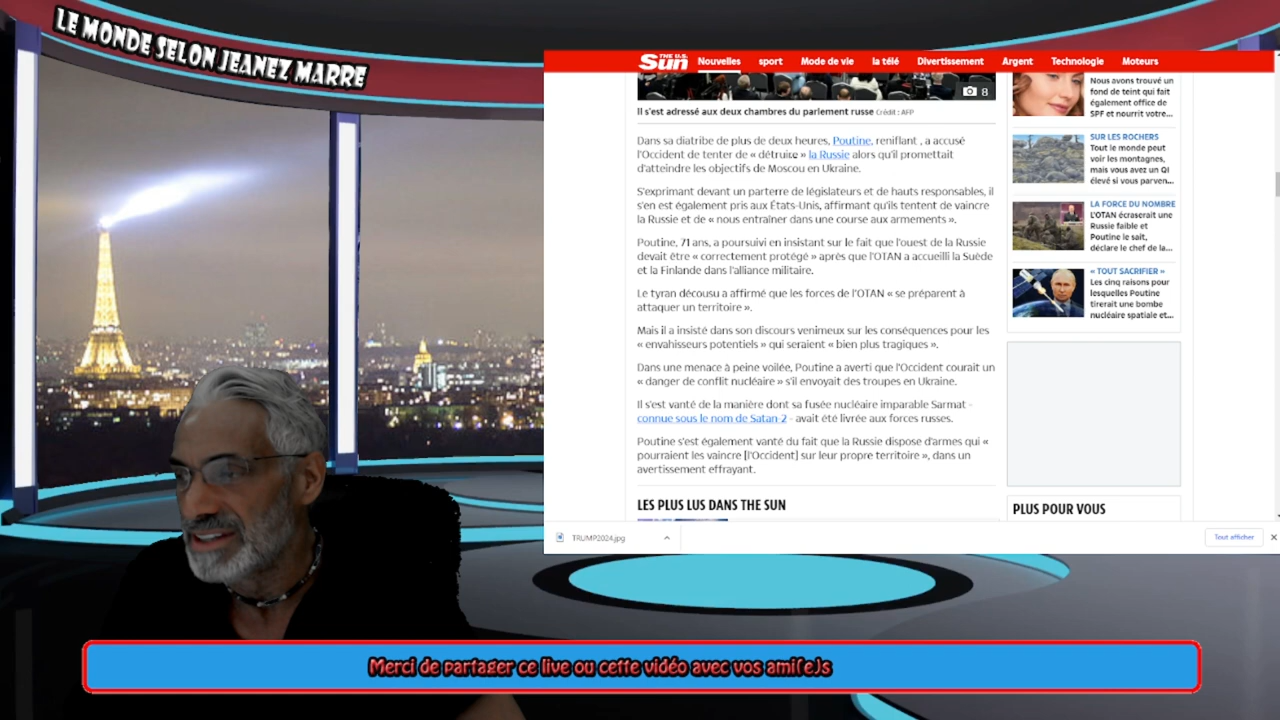 LE MONDE SELON JEANEZ MARRE
THE U.S. Sun
Nouvelles sport Mode de vie la télé Divertissement Argent Technologie Moteurs
8
Il s'est adressé aux deux chambres du parlement russe Crédit : AFP
Dans sa diatribe de plus de deux heures, Poutine, reniflant , a accusé
l'Occident de tenter de « détruire » la Russie alors qu'il promettait
d'atteindre les objectifs de Moscou en Ukraine.
S'exprimant devant un parterre de législateurs et de hauts responsables, il
s'en est également pris aux États-Unis, affirmant qu'ils tentent de vaincre
la Russie et de « nous entraîner dans une course aux armements ».
Poutine, 71 ans, a poursuivi en insistant sur le fait que l'ouest de la Russie
devait être « correctement protégé » après que l'OTAN a accueilli la Suède
et la Finlande dans l'alliance militaire.
Le tyran décousu a affirmé que les forces de l'OTAN « se préparent à
attaquer un territoire ».
Mais il a insisté dans son discours venimeux sur les conséquences pour les
« envahisseurs potentiels » qui seraient « bien plus tragiques ».
Dans une menace à peine voilée, Poutine a averti que l'Occident courait un
« danger de conflit nucléaire » s'il envoyait des troupes en Ukraine.
Il s'est vanté de la manière dont sa fusée nucléaire imparable Sarmat -
connue sous le nom de Satan-2 - avait été livrée aux forces russes.
Poutine s'est également vanté du fait que la Russie dispose d'armes qui «
pourraient les vaincre [l'Occident] sur leur propre territoire », dans un
avertissement effrayant.
LES PLUS LUS DANS THE SUN
Nous avons trouvé un
fond de teint qui fait
également office de
SPF et nourrit votre...
SUR LES ROCHERS
Tout le monde peut
voir les montagnes,
mais vous avez un QI
élevé si vous parven...
LA FORCE DU NOMBRE
L'OTAN écraserait une
Russie faible et
Poutine le sait,
déclare le chef de la...
« TOUT SACRIFIER »
Les cinq raisons pour
lesquelles Poutine
tirerait une bombe
nucléaire spatiale et...
PLUS POUR VOUS
TRUMP2024.jpg
Tout afficher
Merci de partager ce live ou cette vidéo avec vos ami(e)s